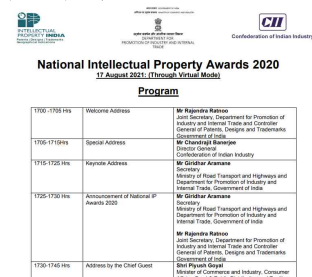 INTELLECTUAL
PROPERTY INDIA
DEPARTMENT FOR
PROMOTION OF INDUSTRY AND INTERNAL
TRADE
CII
Confederation of Indian Industry
National Intellectual Property Awards 2020
17 August 2021: (Through Virtual Mode)
Program
1700 -1705 Hrs
Welcome Address
Mr Rajendra Ratnoo
Joint Secretary, Department for Promotion of
Industry and Internal Trade and Controller
General of Patents, Designs and Trademarks
Government of India
1705-1715Hrs
Special Address
Mr Chandrajit Banerjee
Director General
Confederation of Indian Industry
1715-1725 Hrs
Keynote Address
Mr Giridhar Aramane
Secretary
Ministry of Road Transport and Highways and
Department for Promotion of Industry and
Internal Trade, Government of India
1725-1730 Hrs
Announcement of National IP
Awards 2020
Mr Giridhar Aramane
Secretary
Ministry of Road Transport and Highways and
Department for Promotion of Industry and
Internal Trade, Government of India
Mr Rajendra Ratnoo
Joint Secretary, Department for Promotion of
Industry and Internal Trade and Controller
General of Patents, Designs and Trademarks
Government of India
1730-1745 Hrs
Address by the Chief Guest
Shri Piyush Goyal
Minister of Commerce and Industry, Consumer